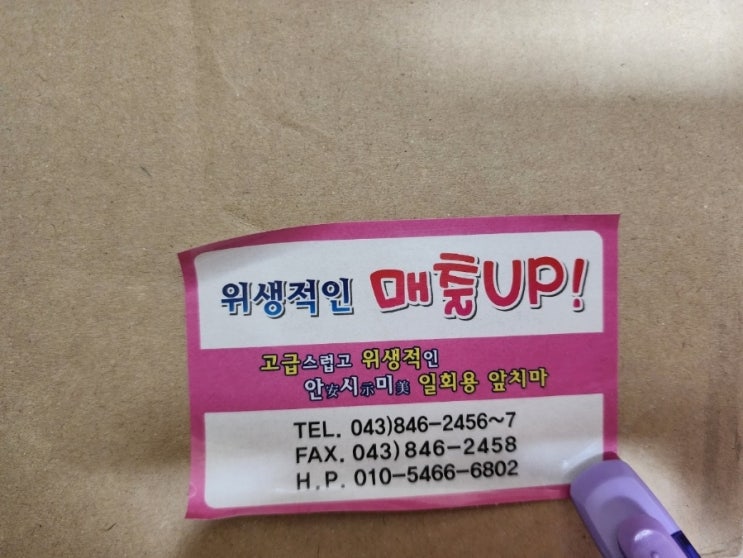 위생적인 매출UP!
고급스럽고 위생적인
안女시示미美 일회용 앞치마
TEL. 043)846-2456~7
FAX. 043)846-2458
H.P. 010-5466-6802